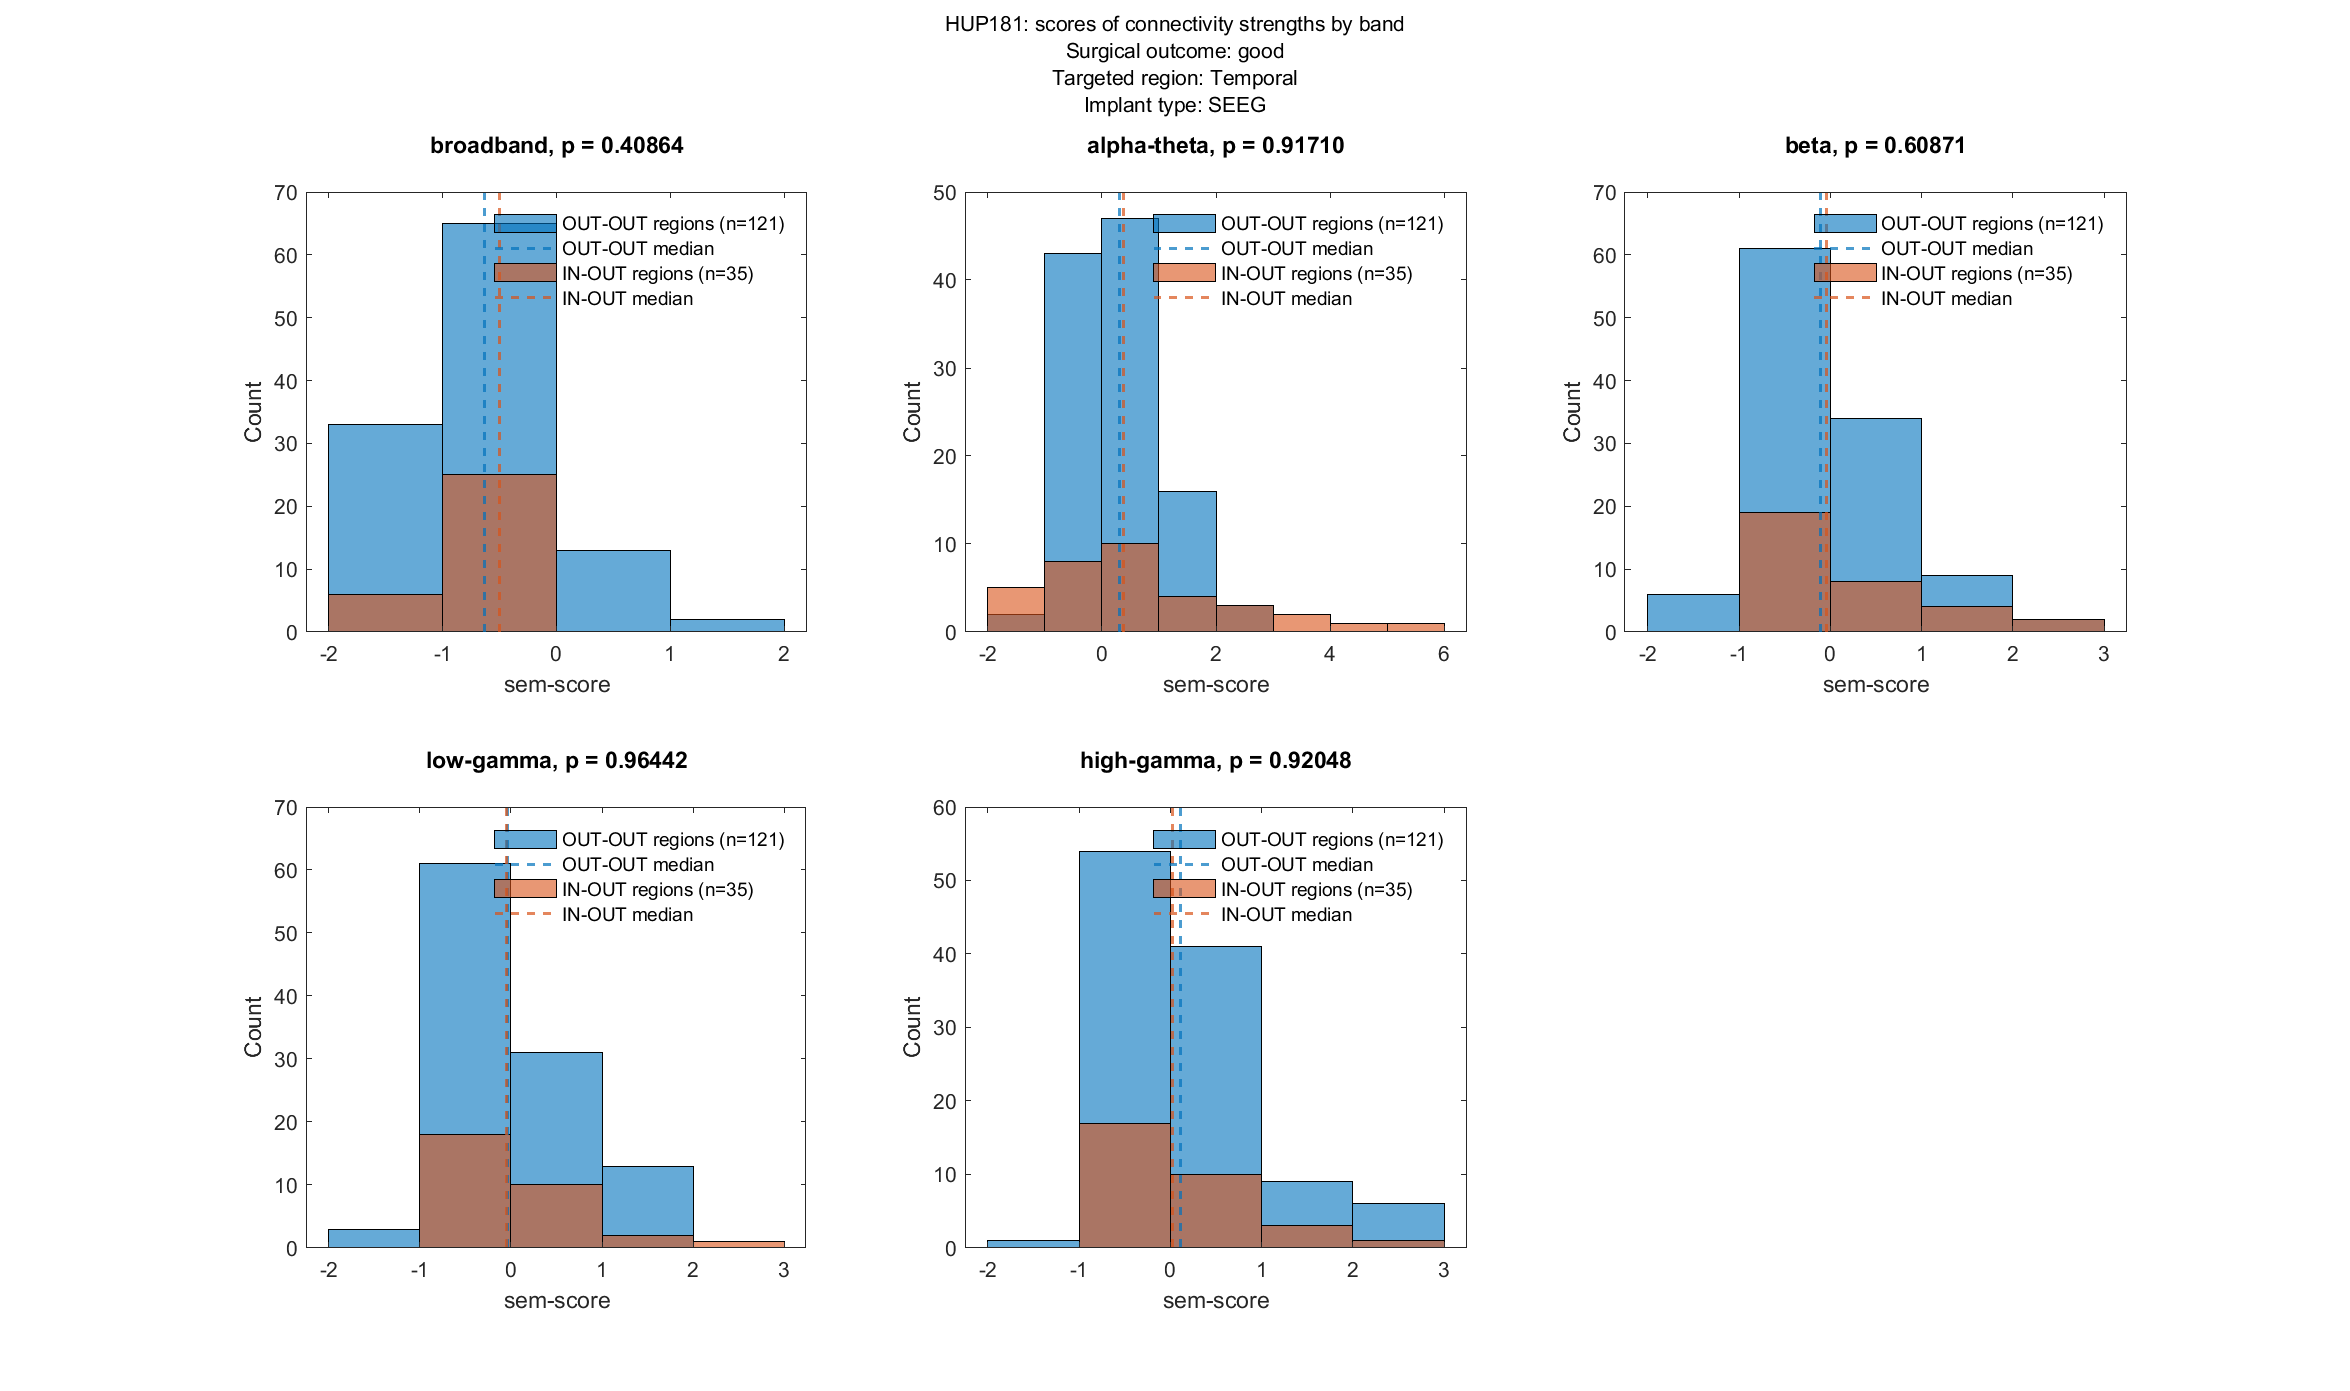 HUP181: scores of connectivity strengths by band
Surgical outcome: good
Targeted region: Temporal
Implant type: SEEG
broadband, p = 0.40864
70
60
50
40
30
20
10
0
Count
-2 -1 0 1 2
sem-score
OUT-OUT regions (n=121)
OUT-OUT median
IN-OUT regions (n=35)
IN-OUT median
alpha-theta, p = 0.91710
50
40
30
20
10
0
Count
-2 0 2 4 6
sem-score
OUT-OUT regions (n=121)
OUT-OUT median
IN-OUT regions (n=35)
IN-OUT median
beta, p = 0.60871
70
60
50
40
30
20
10
0
Count
-2 -1 0 1 2 3
sem-score
OUT-OUT regions (n=121)
OUT-OUT median
IN-OUT regions (n=35)
IN-OUT median
low-gamma, p = 0.96442
70
60
50
40
30
20
10
0
Count
-2 -1 0 1 2 3
sem-score
OUT-OUT regions (n=121)
OUT-OUT median
IN-OUT regions (n=35)
IN-OUT median
high-gamma, p = 0.92048
60
50
40
30
20
10
0
Count
-2 -1 0 1 2 3
sem-score
OUT-OUT regions (n=121)
OUT-OUT median
IN-OUT regions (n=35)
IN-OUT median